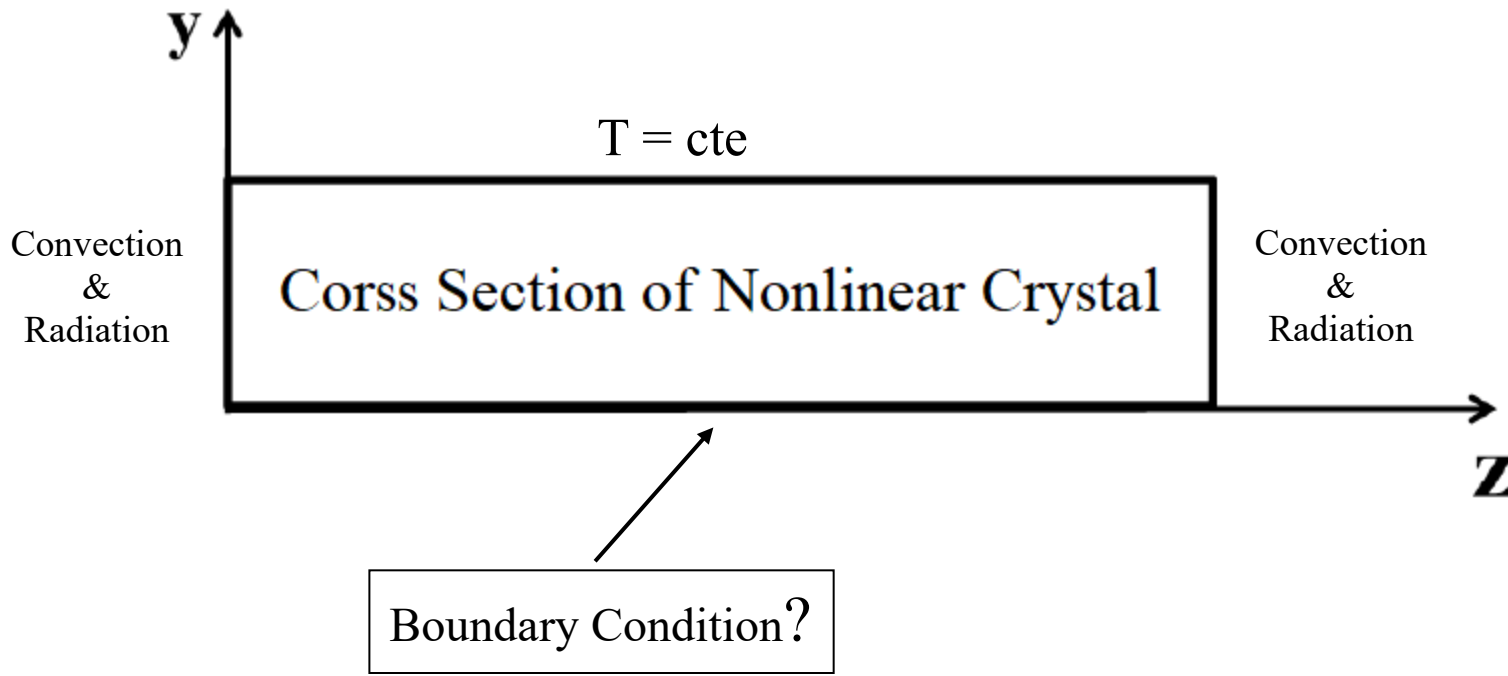 y
T = cte
Convection
&
Radiation
Corss Section of Nonlinear Crystal
Convection
&
Radiation
z
Boundary Condition?